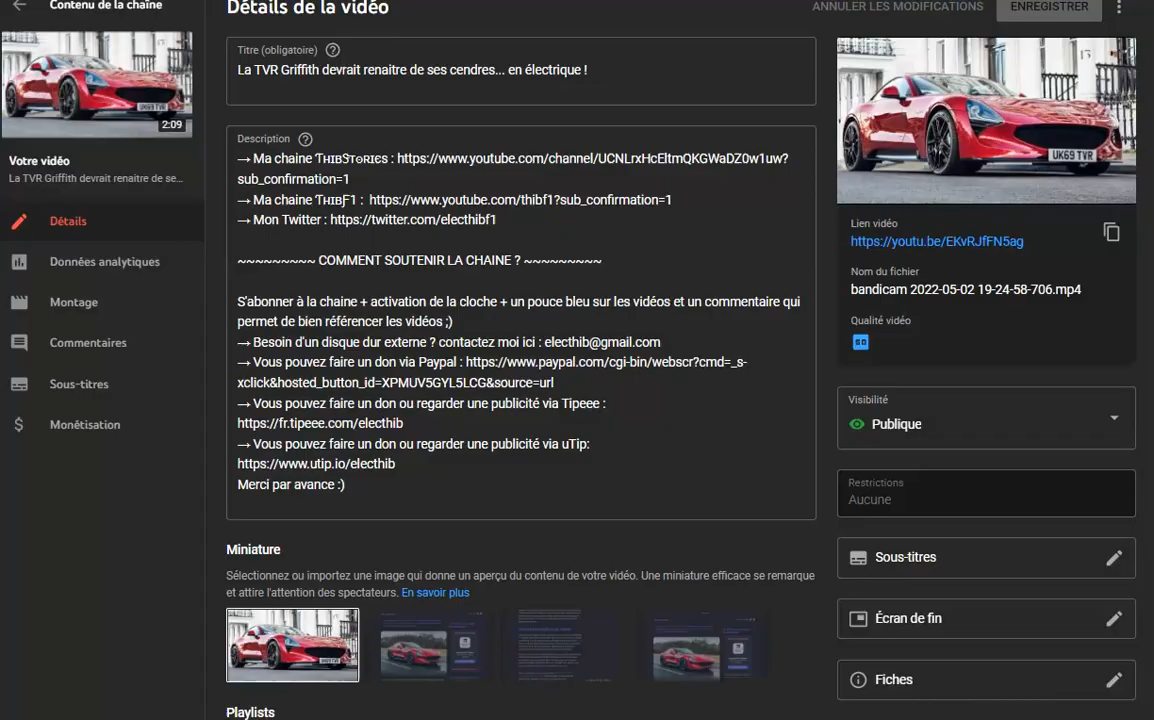 Contenu de la chaîne
Détails de la vidéo
ANNULER LES MODIFICATIONS
ENREGISTRER
2:09
Votre vidéo
La TVR Griffith devrait renaitre de se...
Détails
Données analytiques
Montage
Commentaires
Sous-titres
Monétisation
Titre (obligatoire)
La TVR Griffith devrait renaitre de ses cendres... en électrique !
Description
→ Ma chaine ƬʜɪʙSᴛᴏʀɪᴇs : https://www.youtube.com/channel/UCNLrxHcEltmQKGWaDZ0w1uw?
sub_confirmation=1
→ Ma chaine ƬʜɪʙƑ1 : https://www.youtube.com/thibf1?sub_confirmation=1
→ Mon Twitter : https://twitter.com/electhibf1
~~~~~~~~~ COMMENT SOUTENIR LA CHAINE ? ~~~~~~~~~
S'abonner à la chaine + activation de la cloche + un pouce bleu sur les vidéos et un commentaire qui
permet de bien référencer les vidéos ;)
→ Besoin d'un disque dur externe ? contactez moi ici : electhib@gmail.com
→ Vous pouvez faire un don via Paypal : https://www.paypal.com/cgi-bin/webscr?cmd=_s-
xclick&hosted_button_id=XPMUV5GYL5LCG&source=url
→ Vous pouvez faire un don ou regarder une publicité via Tipeee :
https://fr.tipeee.com/electhib
→ Vous pouvez faire un don ou regarder une publicité via uTip:
https://www.utip.io/electhib
Merci par avance :)
Miniature
Sélectionnez ou importez une image qui donne un aperçu du contenu de votre vidéo. Une miniature efficace se remarque
et attire l'attention des spectateurs. En savoir plus
Playlists
UK69 TVR
Lien vidéo
https://youtu.be/EKvRJfFN5ag
Nom du fichier
bandicam 2022-05-02 19-24-58-706.mp4
Qualité vidéo
SD
Visibilité
Publique
Restrictions
Aucune
Sous-titres
Écran de fin
Fiches